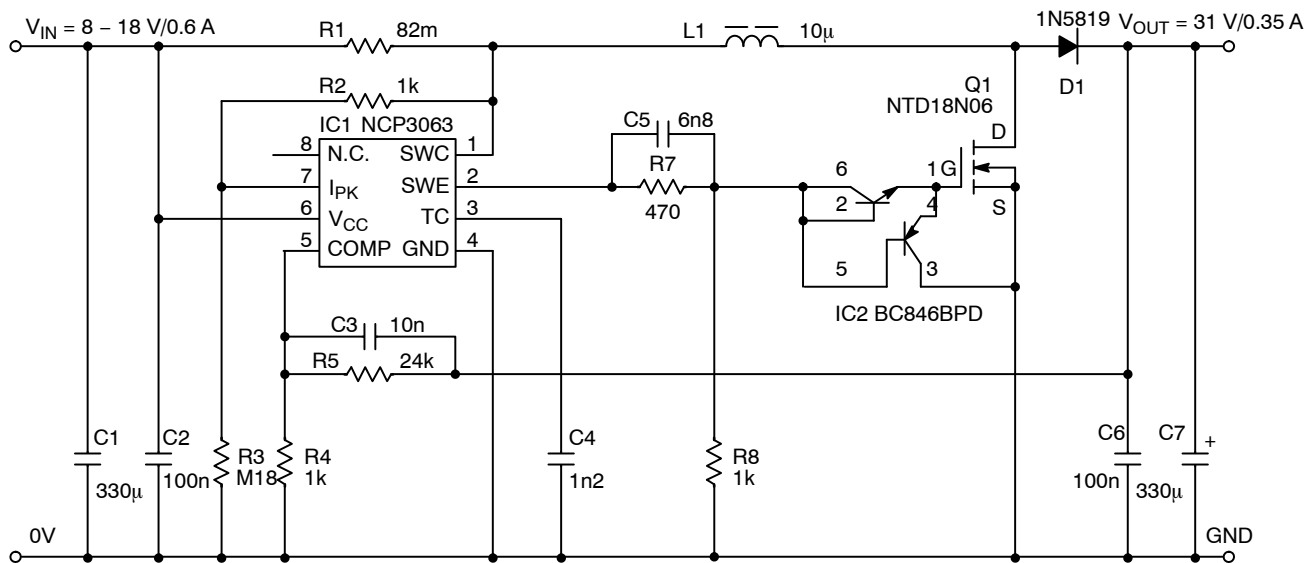 V_IN = 8 – 18 V/0.6 A
R1 82m
L1 10μ
1N5819
V_OUT = 31 V/0.35 A
D1
R2 1k
IC1 NCP3063
8 N.C. SWC 1
7 I_PK SWE 2
6 V_CC TC 3
5 COMP GND 4
C5 6n8
R7
470
Q1
NTD18N06
D
1 G
S
6
2
4
5 3
IC2 BC846BPD
C3 10n
R5 24k
C1
330μ
C2
100n
R3
M18
R4
1k
C4
1n2
R8
1k
C6
100n
C7 +
330μ
0V
GND